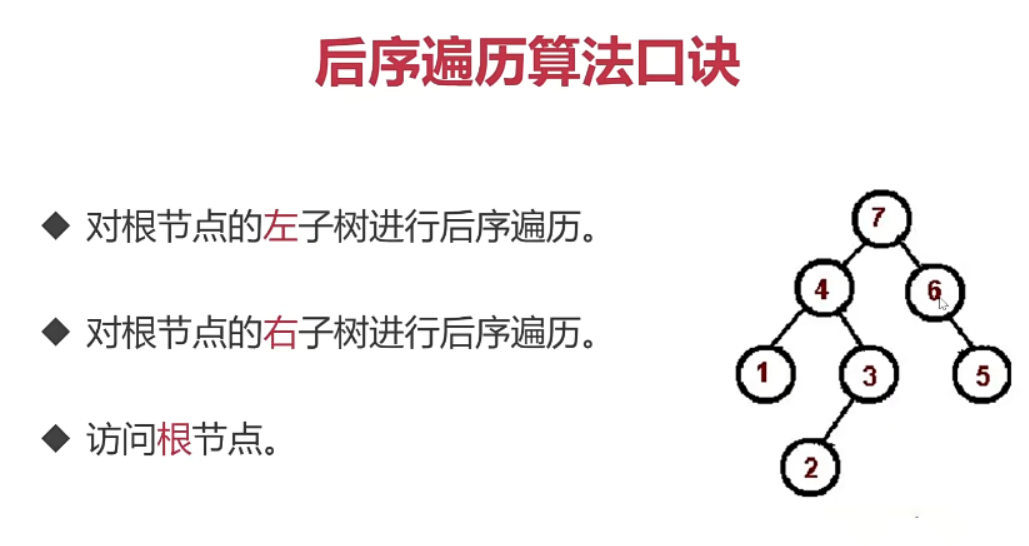 后序遍历算法口诀
◆ 对根节点的左子树进行后序遍历。
◆ 对根节点的右子树进行后序遍历。
◆ 访问根节点。
7
4 6
1 3 5
2